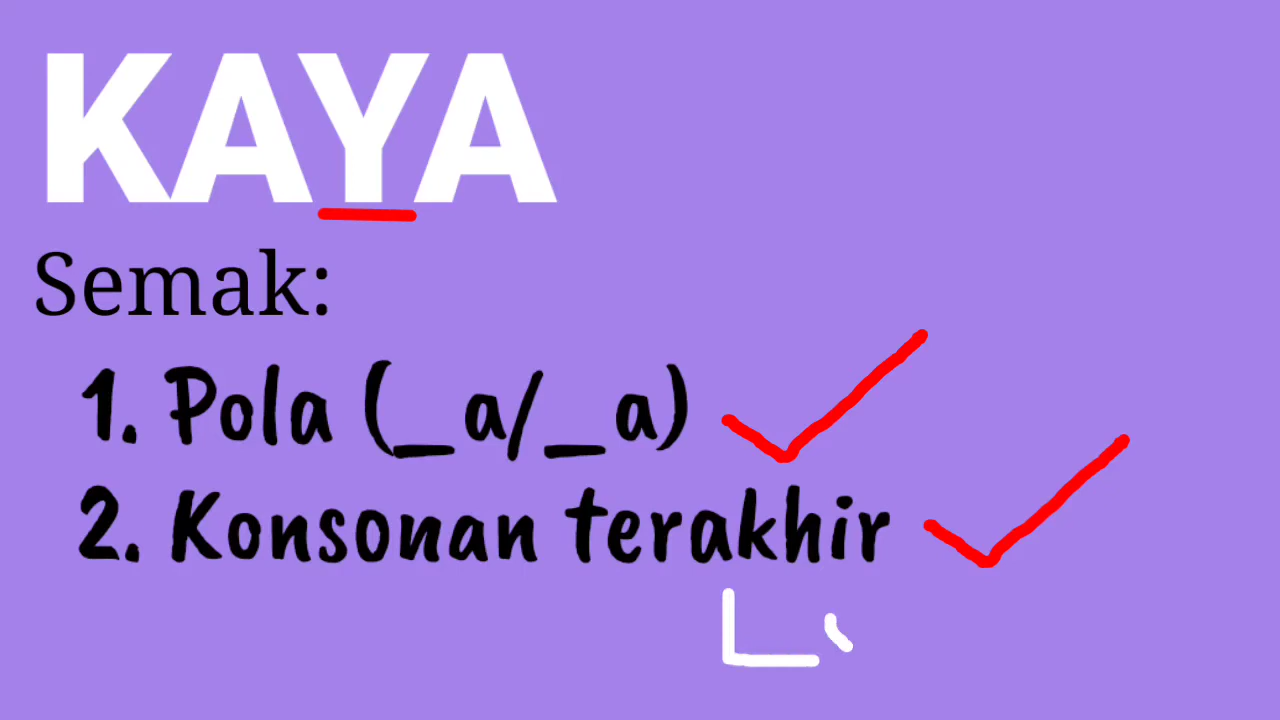 KAYA
Semak:
1. Pola (_a/_a)
2. Konsonan terakhir